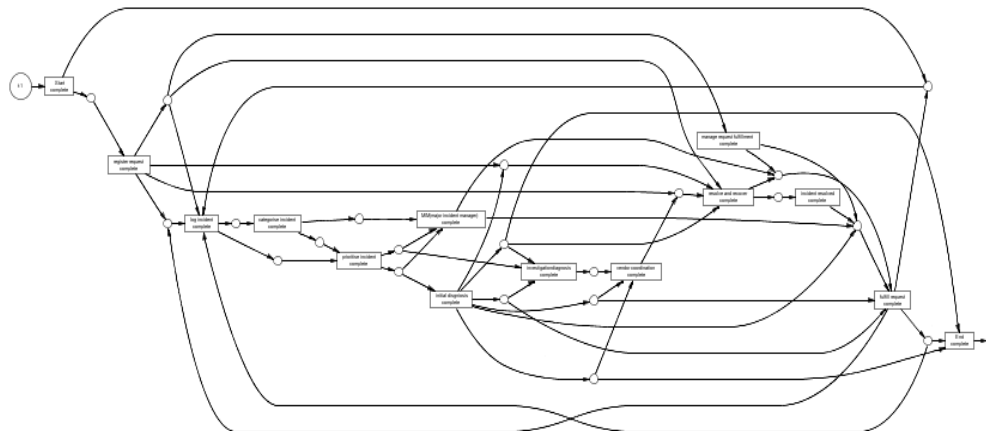 Start
complete
register request
complete
log incident
complete
categorise incident
complete
prioritise incident
complete
MIM(major incident manager)
complete
initial diagnosis
complete
investigation/diagnosis
complete
vendor coordination
complete
manage request fulfillment
complete
resolve and recover
complete
incident resolved
complete
fulfill request
complete
End
complete